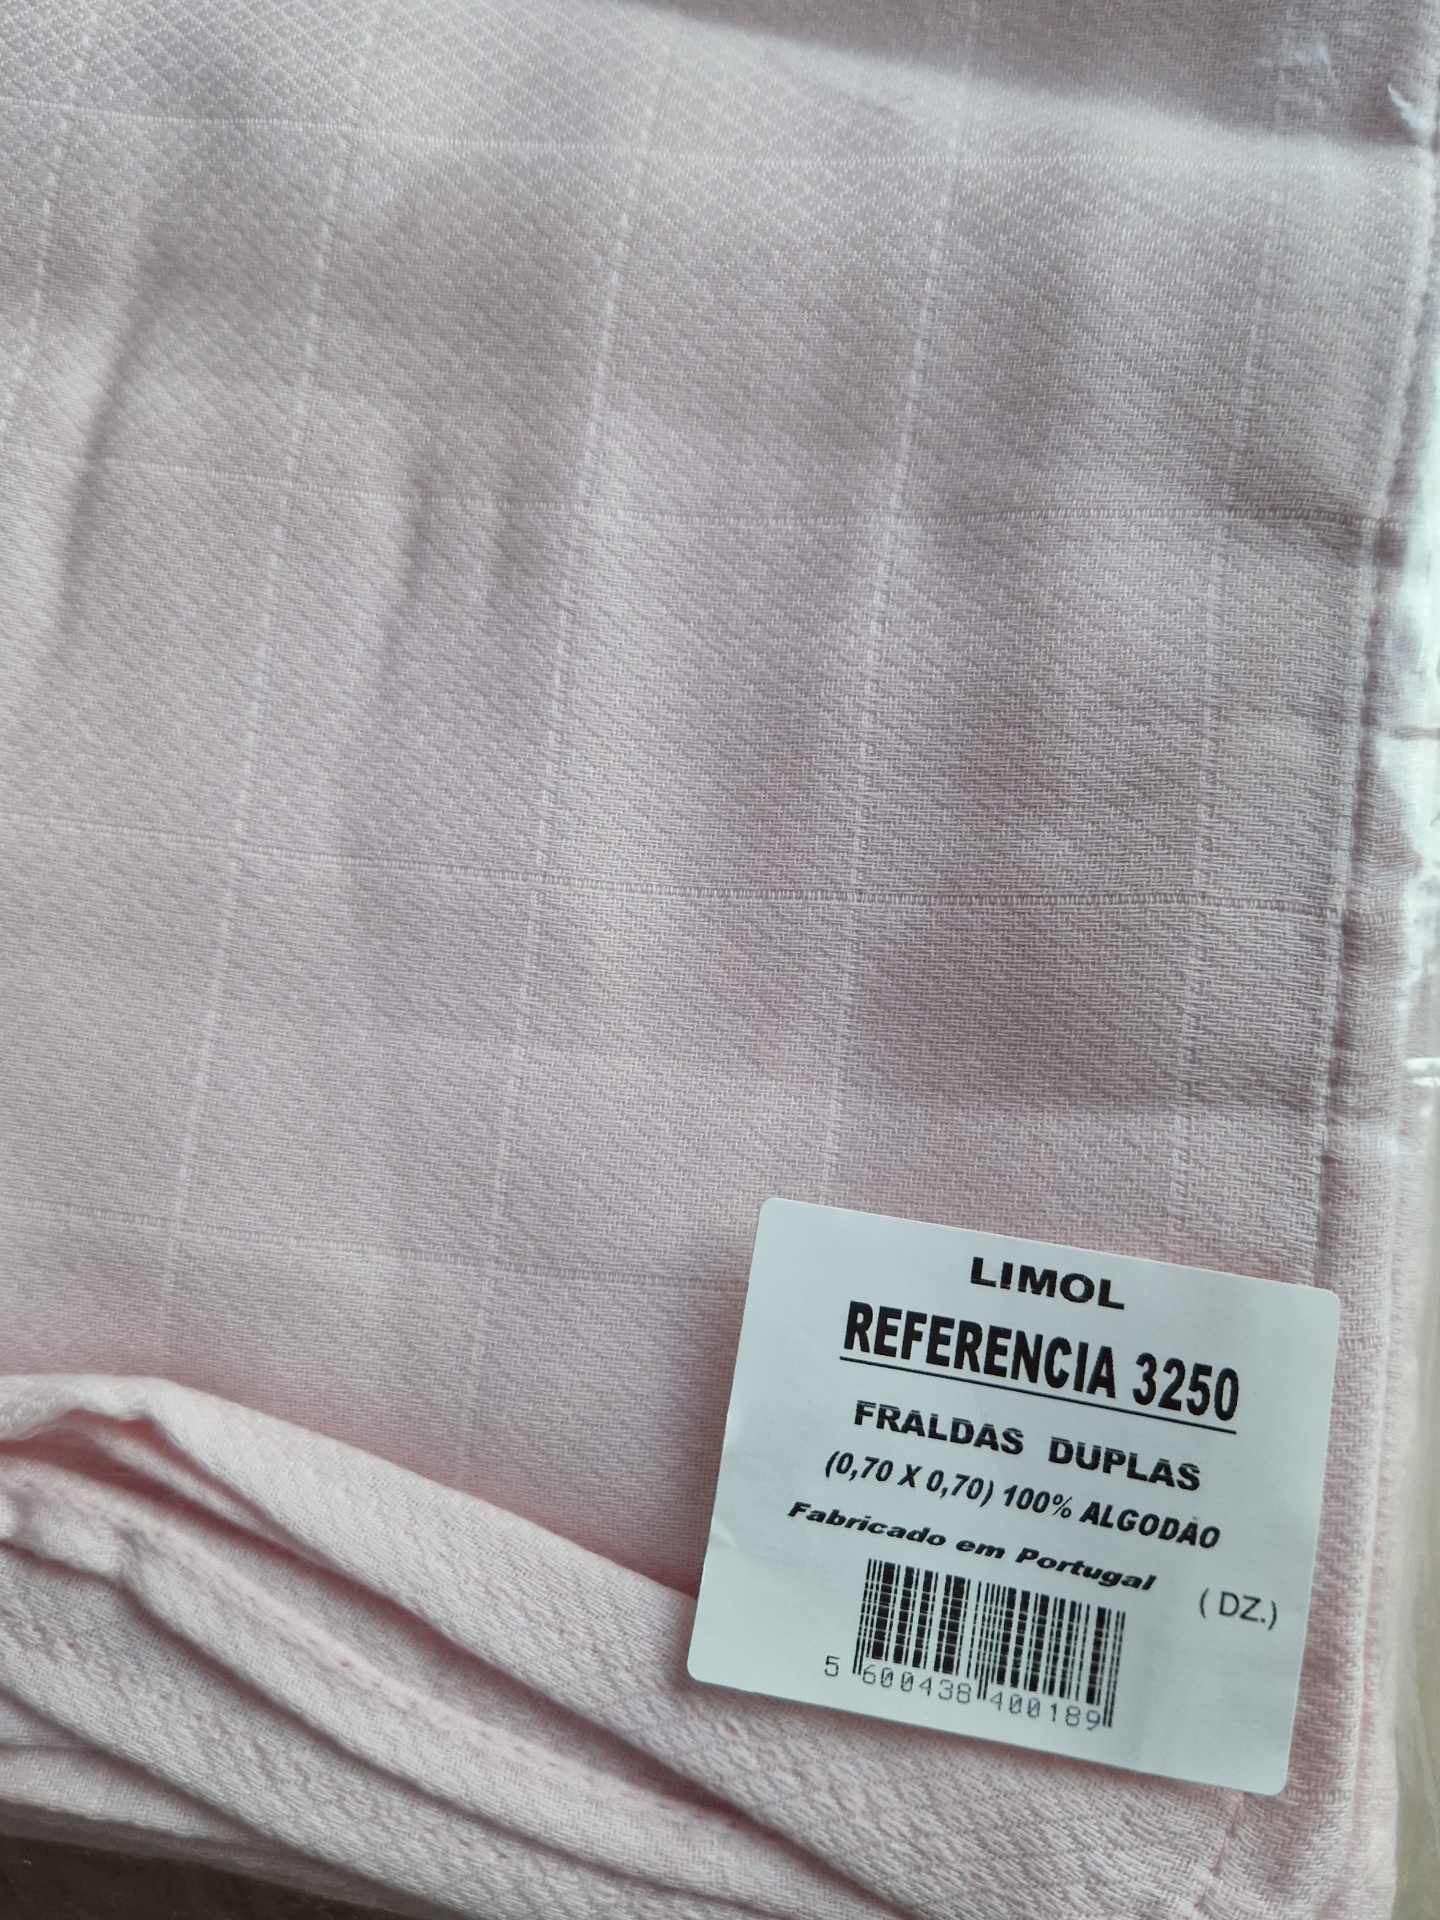 LIMOL
REFERENCIA 3250
FRALDAS DUPLAS
(0,70 X 0,70) 100% ALGODÃO
Fabricado em Portugal
( DZ.)
5 600438 400189